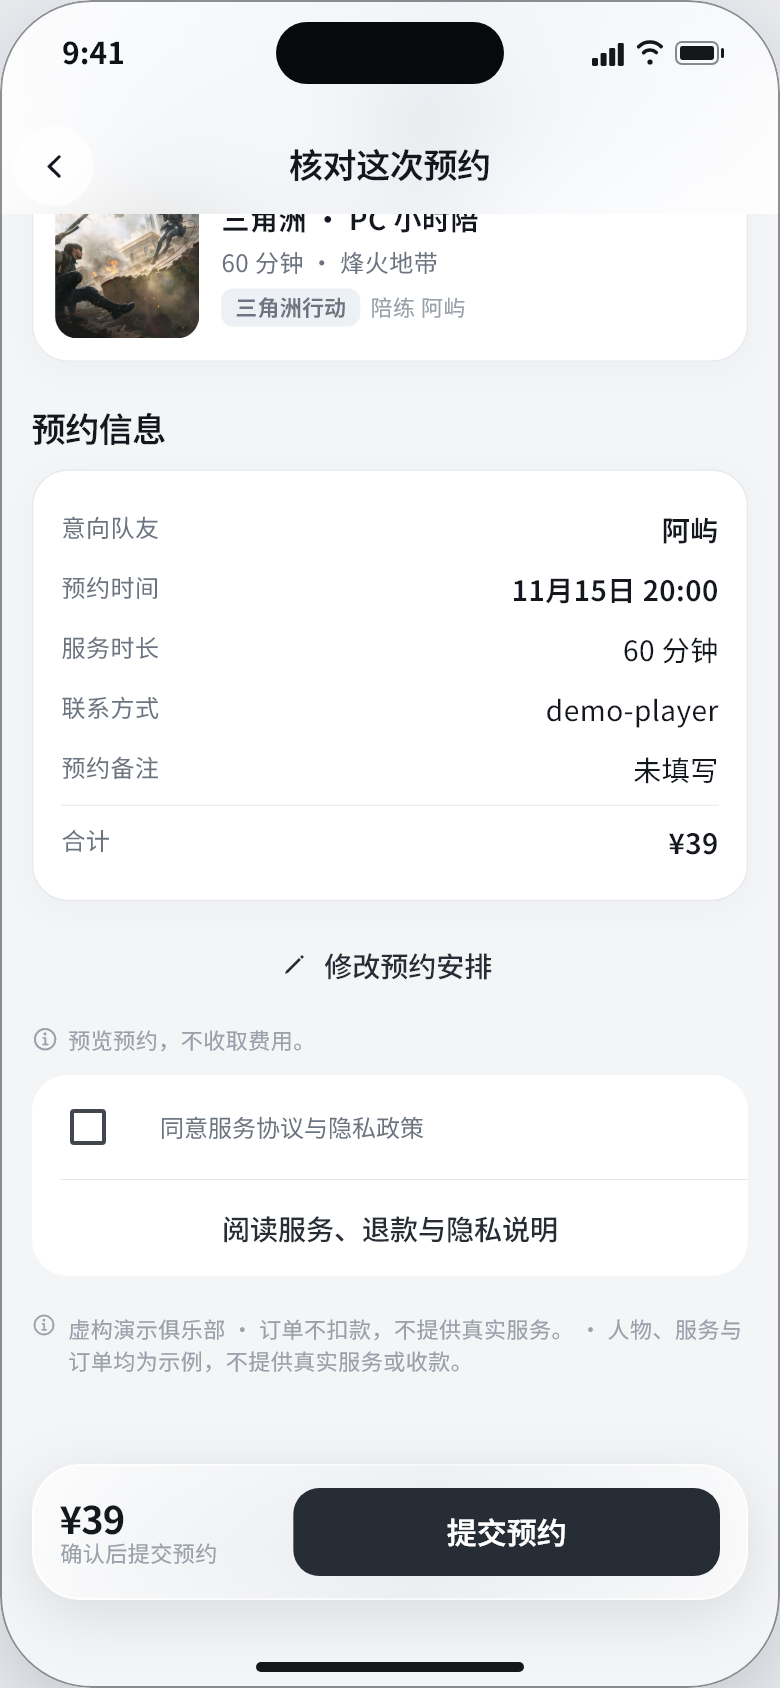 9:41
核对这次预约
三角洲 · PC 小时陪
60 分钟 · 烽火地带
三角洲行动 陪练 阿屿
预约信息
意向队友 阿屿
预约时间 11月15日 20:00
服务时长 60 分钟
联系方式 demo-player
预约备注 未填写
合计 ¥39
修改预约安排
预览预约，不收取费用。
同意服务协议与隐私政策
阅读服务、退款与隐私说明
虚构演示俱乐部 · 订单不扣款，不提供真实服务。 · 人物、服务与
订单均为示例，不提供真实服务或收款。
¥39
确认后提交预约
提交预约